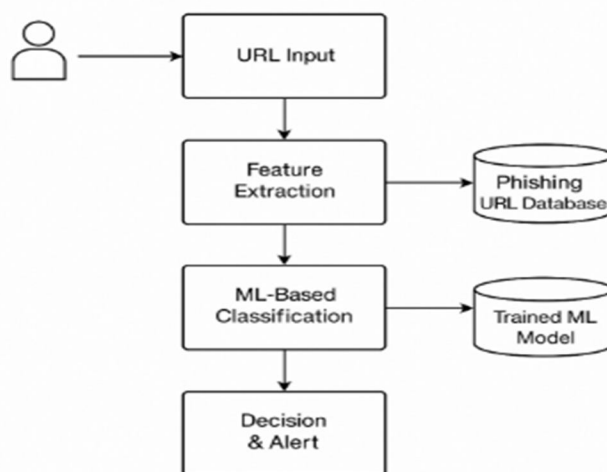 URL Input
Feature
Extraction
Phishing
URL Database
ML-Based
Classification
Trained ML
Model
Decision
& Alert